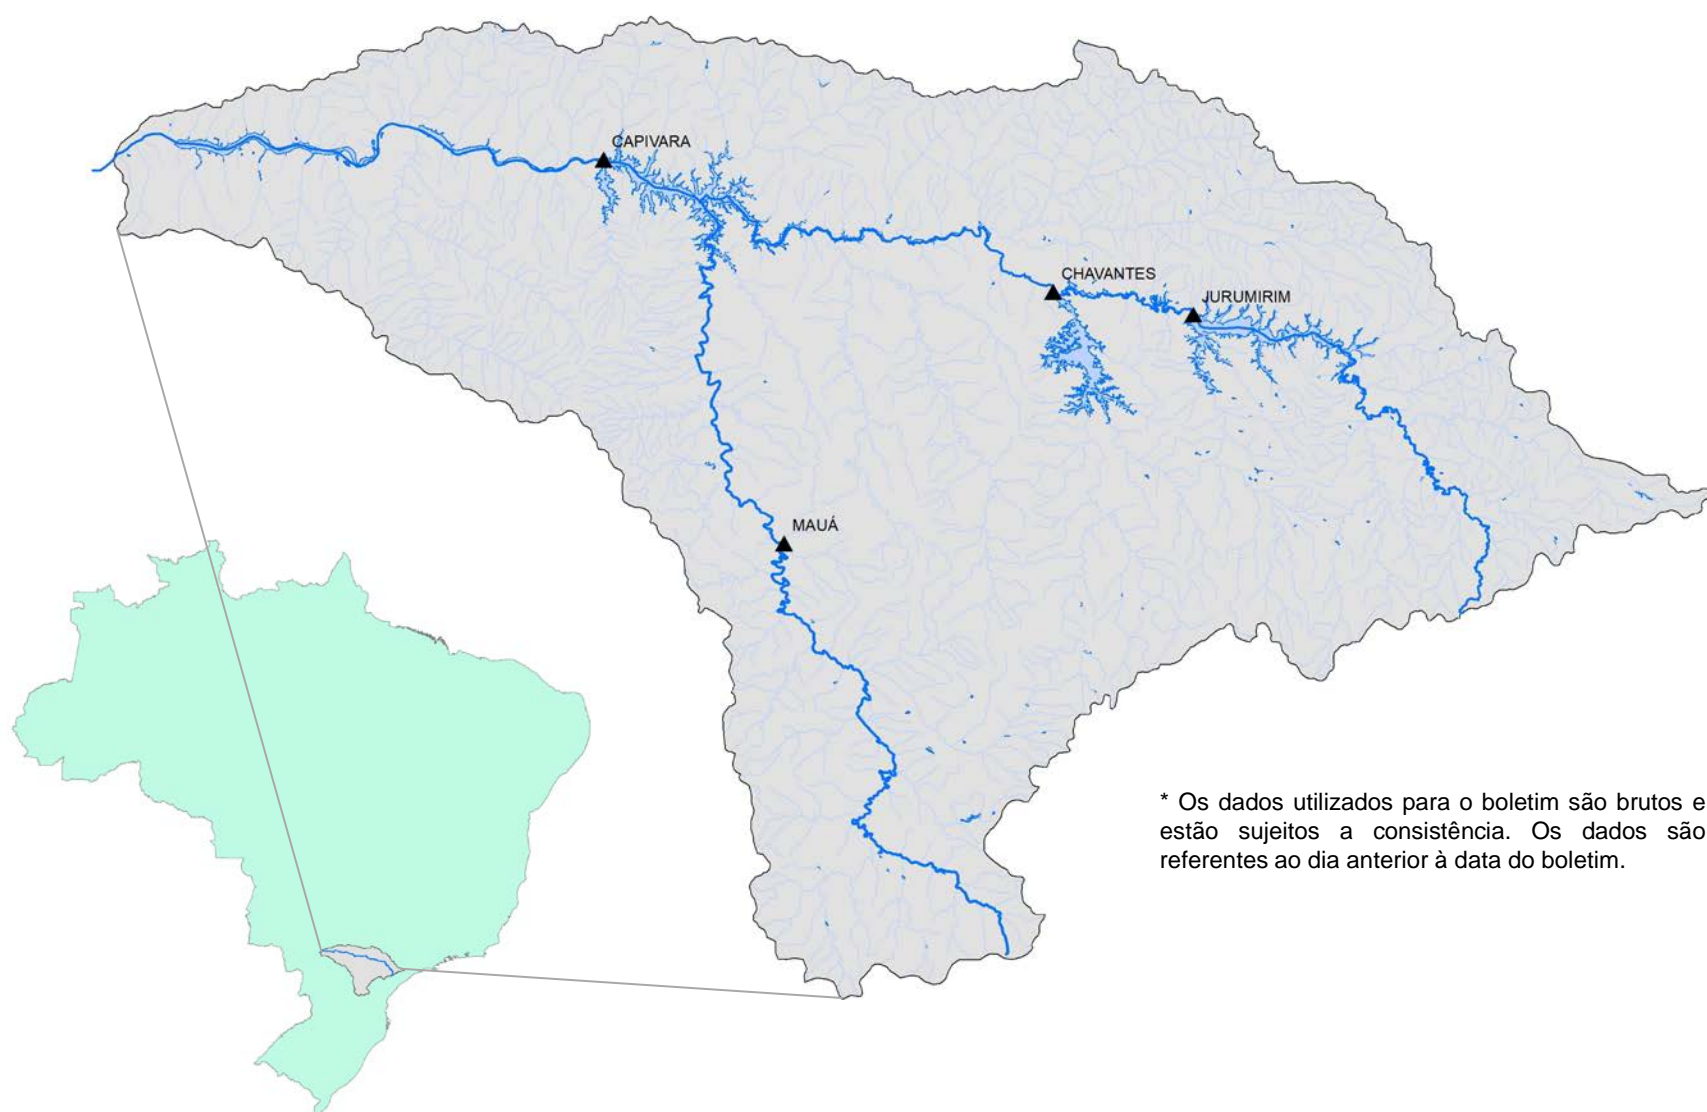 CAPIVARA
CHAVANTES
JURUMIRIM
MAUÁ
* Os dados utilizados para o boletim são brutos e
estão sujeitos a consistência. Os dados são
referentes ao dia anterior à data do boletim.